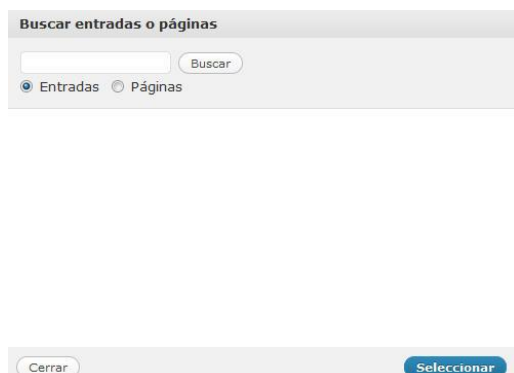 Buscar entradas o páginas
Buscar
Entradas Páginas
Cerrar Seleccionar